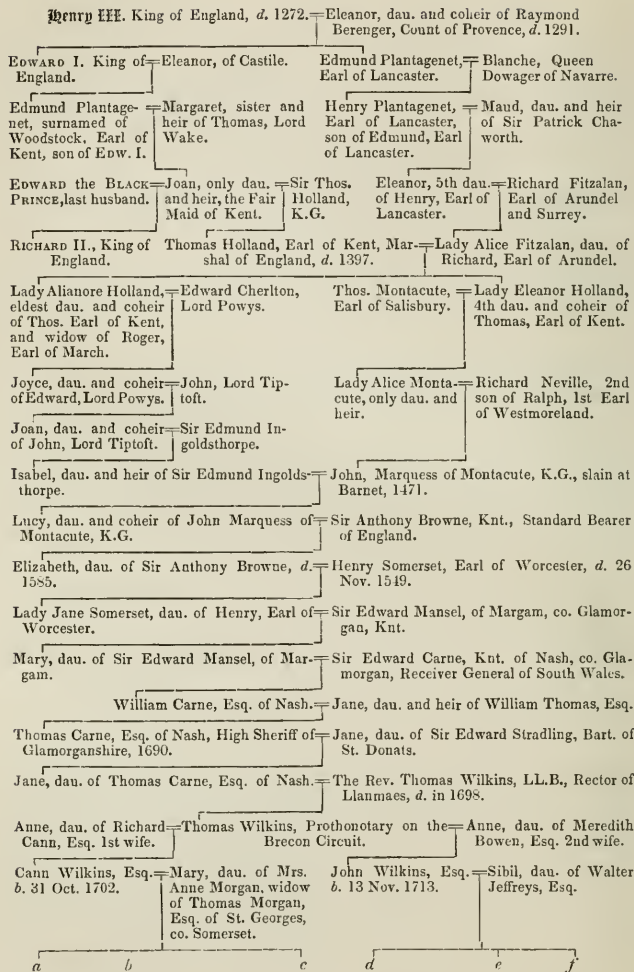 Henry III. King of England, d. 1272. = Eleanor, dau. and coheir of Raymond
Berenger, Count of Provence, d. 1291.
EDWARD I. King of = Eleanor, of Castile.
England.
Edmund Plantagenet, = Blanche, Queen
Earl of Lancaster. Dowager of Navarre.
Edmund Plantage- = Margaret, sister and
net, surnamed of heir of Thomas, Lord
Woodstock, Earl of Wake.
Kent, son of EDW. I.
Henry Plantagenet, = Maud, dau. and heir
Earl of Lancaster, of Sir Patrick Cha-
son of Edmund, Earl worth.
of Lancaster.
EDWARD the BLACK = Joan, only dau. = Sir Thos.
PRINCE, last husband. and heir, the Fair Holland,
Maid of Kent. K.G.
Eleanor, 5th dau. = Richard Fitzalan,
of Henry, Earl of Earl of Arundel
Lancaster. and Surrey.
RICHARD II., King of
England.
Thomas Holland, Earl of Kent, Mar- = Lady Alice Fitzalan, dau. of
shal of England, d. 1397. Richard, Earl of Arundel.
Lady Alianore Holland, = Edward Cherlton,
eldest dau. and coheir Lord Powys.
of Thos. Earl of Kent,
and widow of Roger,
Earl of March.
Thos. Montacute, = Lady Eleanor Holland,
Earl of Salisbury. 4th dau. and coheir of
Thomas, Earl of Kent.
Joyce, dau. and coheir = John, Lord Tip-
of Edward, Lord Powys. toft.
Lady Alice Monta- = Richard Neville, 2nd
cute, only dau. and son of Ralph, 1st Earl
heir. of Westmoreland.
Joan, dau. and coheir = Sir Edmund In-
of John, Lord Tiptoft. goldsthorpe.
Isabel, dau. and heir of Sir Edmund Ingolds- = John, Marquess of Montacute, K.G., slain at
thorpe. Barnet, 1471.
Lucy, dau. and coheir of John Marquess of = Sir Anthony Browne, Knt., Standard Bearer
Montacute, K.G. of England.
Elizabeth, dau. of Sir Anthony Browne, d. = Henry Somerset, Earl of Worcester, d. 26
1585. Nov. 1549.
Lady Jane Somerset, dau. of Henry, Earl of = Sir Edward Mansel, of Margam, co. Glamor-
Worcester. gan, Knt.
Mary, dau. of Sir Edward Mansel, of Mar- = Sir Edward Carne, Knt. of Nash, co. Gla-
gam. morgan, Receiver General of South Wales.
William Carne, Esq. of Nash. = Jane, dau. and heir of William Thomas, Esq.
Thomas Carne, Esq. of Nash, High Sheriff of = Jane, dau. of Sir Edward Stradling, Bart. of
Glamorganshire, 1690. St. Donats.
Jane, dau. of Thomas Carne, Esq. of Nash. = The Rev. Thomas Wilkins, LL.B., Rector of
Llanmaes, d. in 1698.
Anne, dau. of Richard = Thomas Wilkins, Prothonotary on the = Anne, dau. of Meredith
Cann, Esq. 1st wife. Brecon Circuit. Bowen, Esq. 2nd wife.
Cann Wilkins, Esq. = Mary, dau. of Mrs.
b. 31 Oct. 1702. Anne Morgan, widow
of Thomas Morgan,
Esq. of St. Georges,
co. Somerset.
John Wilkins, Esq. = Sibil, dau. of Walter
b. 13 Nov. 1713. Jeffreys, Esq.
a b c d e f